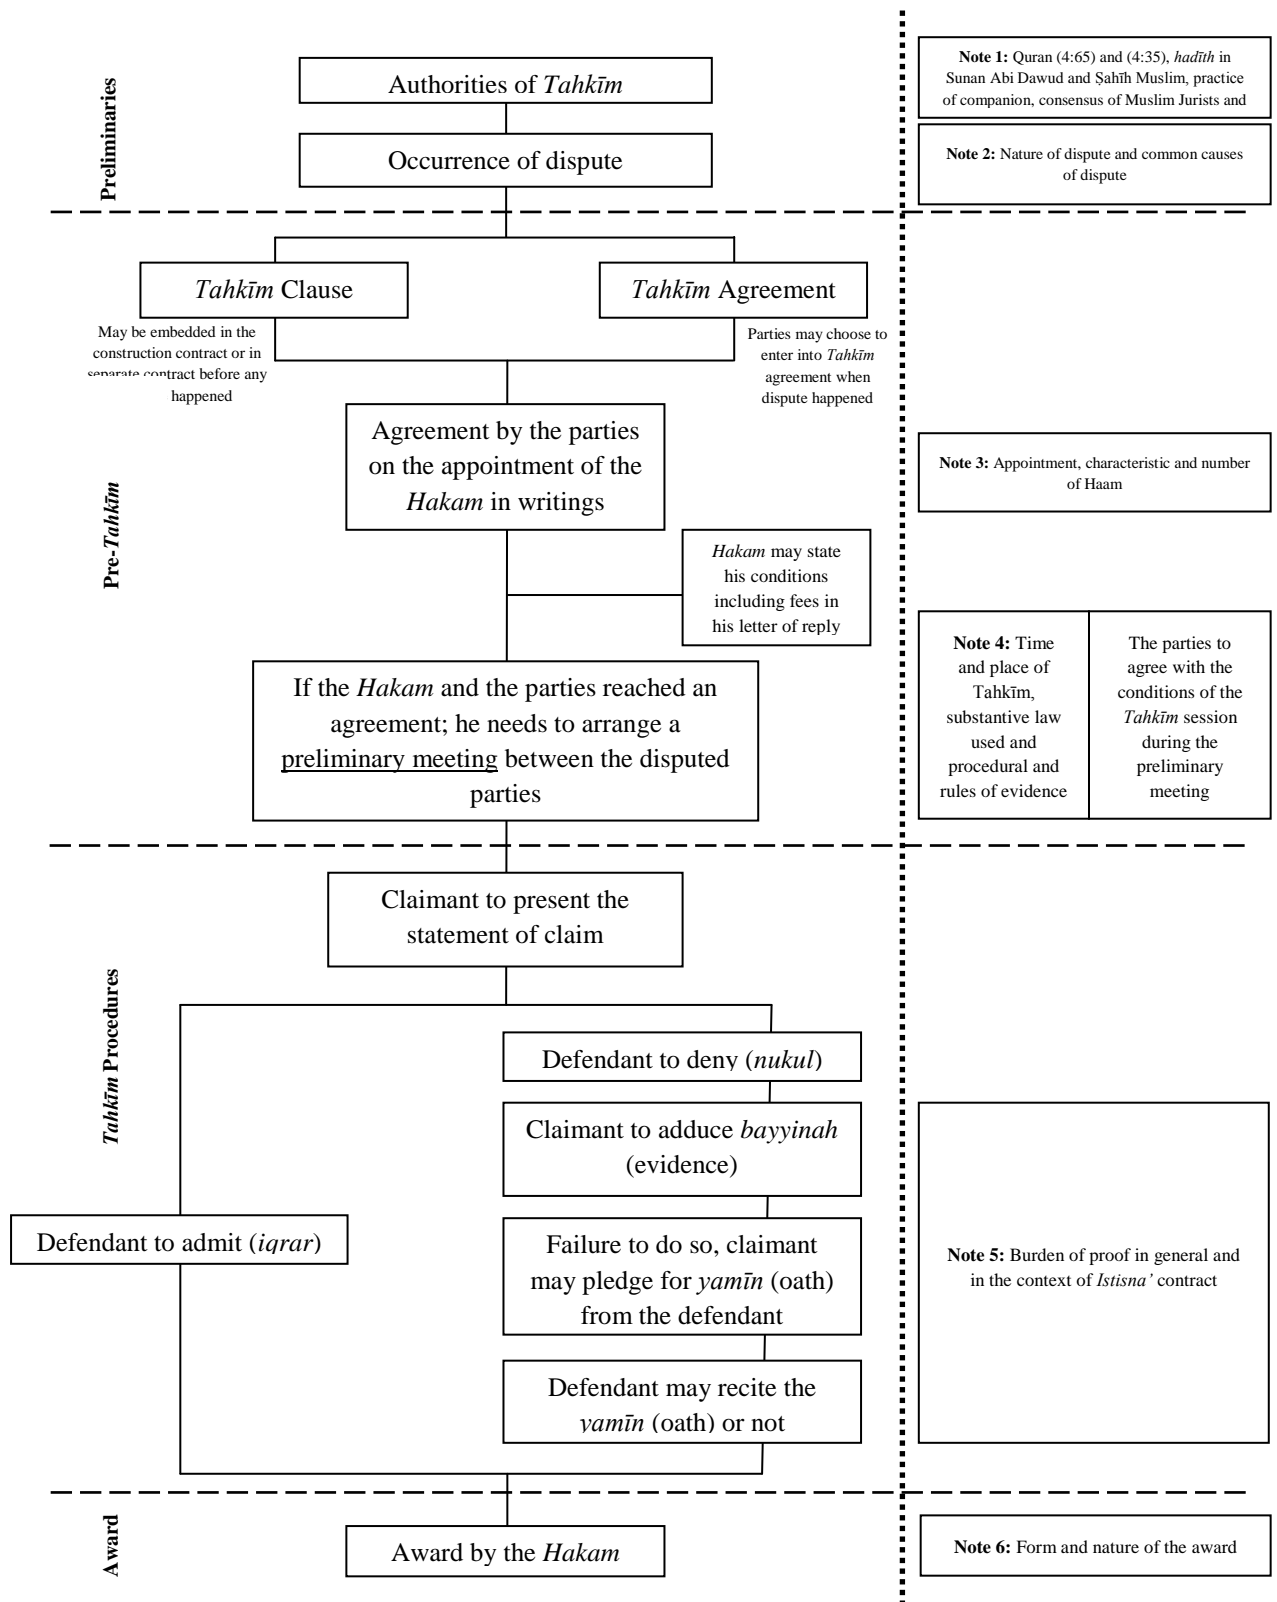 Preliminaries
Authorities of Tahkīm
Occurrence of dispute
Note 1: Quran (4:65) and (4:35), hadīth in
Sunan Abi Dawud and Ṣahīh Muslim, practice
of companion, consensus of Muslim Jurists and
Note 2: Nature of dispute and common causes
of dispute
Pre-Tahkīm
Tahkīm Clause
May be embedded in the
construction contract or in
separate contract before any
happened
Tahkīm Agreement
Parties may choose to
enter into Tahkīm
agreement when
dispute happened
Agreement by the parties
on the appointment of the
Hakam in writings
Note 3: Appointment, characteristic and number
of Haam
Hakam may state
his conditions
including fees in
his letter of reply
If the Hakam and the parties reached an
agreement; he needs to arrange a
preliminary meeting between the disputed
parties
Note 4: Time
and place of
Tahkīm,
substantive law
used and
procedural and
rules of evidence
The parties to
agree with the
conditions of the
Tahkīm session
during the
preliminary
meeting
Tahkīm Procedures
Claimant to present the
statement of claim
Defendant to deny (nukul)
Claimant to adduce bayyinah
(evidence)
Defendant to admit (iqrar)
Failure to do so, claimant
may pledge for yamīn (oath)
from the defendant
Defendant may recite the
yamīn (oath) or not
Note 5: Burden of proof in general and
in the context of Istisna’ contract
Award
Award by the Hakam
Note 6: Form and nature of the award